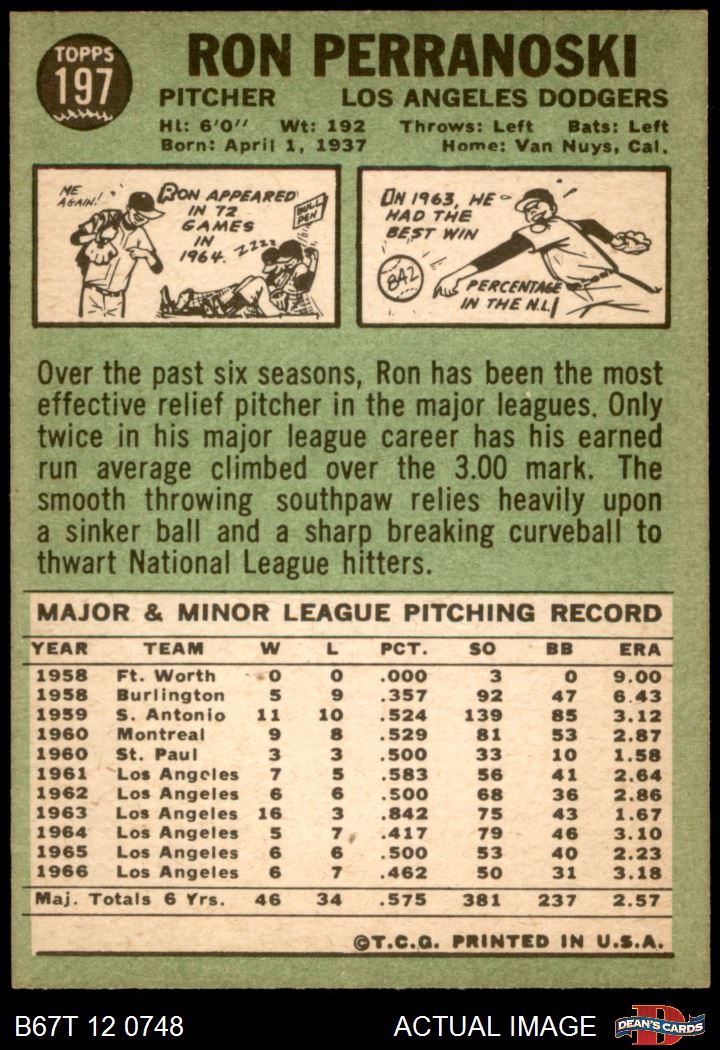 TOPPS
197
RON PERRANOSKI
PITCHER LOS ANGELES DODGERS
Ht: 6'0" Wt: 192 Throws: Left Bats: Left
Born: April 1, 1937 Home: Van Nuys, Cal.
ME
AGAIN!
RON APPEARED
IN 72
GAMES
IN
1964.
ZZZZ
BULL
PEN
IN 1963, HE
HAD THE
BEST WIN
842
PERCENTAGE
IN THE N.L.
Over the past six seasons, Ron has been the most
effective relief pitcher in the major leagues. Only
twice in his major league career has his earned
run average climbed over the 3.00 mark. The
smooth throwing southpaw relies heavily upon
a sinker ball and a sharp breaking curveball to
thwart National League hitters.
MAJOR & MINOR LEAGUE PITCHING RECORD
YEAR TEAM W L PCT. SO BB ERA
1958 Ft. Worth 0 0 .000 3 0 9.00
1958 Burlington 5 9 .357 92 47 6.43
1959 S. Antonio 11 10 .524 139 85 3.12
1960 Montreal 9 8 .529 81 53 2.87
1960 St. Paul 3 3 .500 33 10 1.58
1961 Los Angeles 7 5 .583 56 41 2.64
1962 Los Angeles 6 6 .500 68 36 2.86
1963 Los Angeles 16 3 .842 75 43 1.67
1964 Los Angeles 5 7 .417 79 46 3.10
1965 Los Angeles 6 6 .500 53 40 2.23
1966 Los Angeles 6 7 .462 50 31 3.18
Maj. Totals 6 Yrs. 46 34 .575 381 237 2.57
©T.C.G. PRINTED IN U.S.A.
B67T 12 0748 ACTUAL IMAGE
D
DEAN'S CARDS